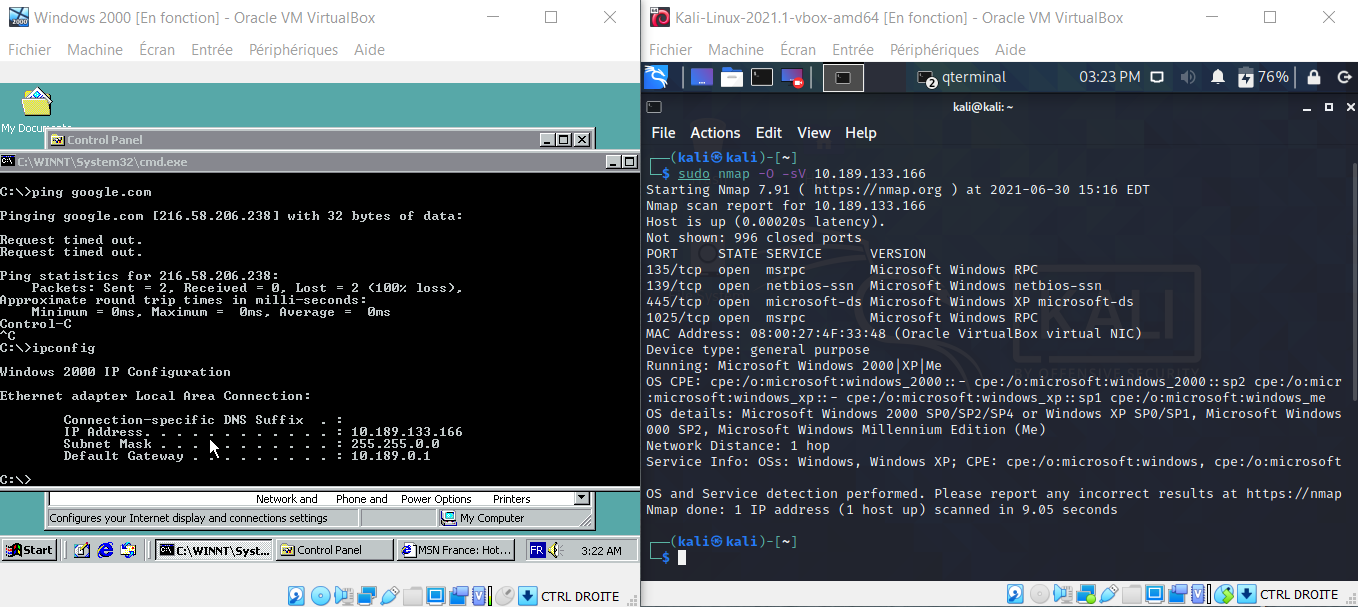 Windows 2000 [En fonction] - Oracle VM VirtualBox
Fichier Machine Écran Entrée Périphériques Aide
My Docum
Control Panel
C:\WINNT\System32\cmd.exe
C:\>ping google.com
Pinging google.com [216.58.206.238] with 32 bytes of data:
Request timed out.
Request timed out.
Ping statistics for 216.58.206.238:
Packets: Sent = 2, Received = 0, Lost = 2 (100% loss),
Approximate round trip times in milli-seconds:
Minimum = 0ms, Maximum =  0ms, Average =  0ms
Control-C
^C
C:\>ipconfig
Windows 2000 IP Configuration
Ethernet adapter Local Area Connection:
Connection-specific DNS Suffix  . :
IP Address. . . . . . . . . . . . : 10.189.133.166
Subnet Mask . . . . . . . . . . . : 255.255.0.0
Default Gateway . . . . . . . . . : 10.189.0.1
C:\>
Network and Phone and Power Options Printers
Configures your Internet display and connections settings My Computer
Start C:\WINNT\Syst... Control Panel MSN France: Hot... FR 3:22 AM
CTRL DROITE
Kali-Linux-2021.1-vbox-amd64 [En fonction] - Oracle VM VirtualBox
Fichier Machine Écran Entrée Périphériques Aide
2 qterminal 03:23 PM 76%
kali@kali: ~
File Actions Edit View Help
┌──(kali㉿kali)-[~]
└─$ sudo nmap -O -sV 10.189.133.166
Starting Nmap 7.91 ( https://nmap.org ) at 2021-06-30 15:16 EDT
Nmap scan report for 10.189.133.166
Host is up (0.00020s latency).
Not shown: 996 closed ports
PORT     STATE SERVICE      VERSION
135/tcp  open  msrpc        Microsoft Windows RPC
139/tcp  open  netbios-ssn  Microsoft Windows netbios-ssn
445/tcp  open  microsoft-ds Microsoft Windows XP microsoft-ds
1025/tcp open  msrpc        Microsoft Windows RPC
MAC Address: 08:00:27:4F:33:48 (Oracle VirtualBox virtual NIC)
Device type: general purpose
Running: Microsoft Windows 2000|XP|Me
OS CPE: cpe:/o:microsoft:windows_2000::- cpe:/o:microsoft:windows_2000::sp2 cpe:/o:micr
:microsoft:windows_xp::- cpe:/o:microsoft:windows_xp::sp1 cpe:/o:microsoft:windows_me
OS details: Microsoft Windows 2000 SP0/SP2/SP4 or Windows XP SP0/SP1, Microsoft Windows
000 SP2, Microsoft Windows Millennium Edition (Me)
Network Distance: 1 hop
Service Info: OSs: Windows, Windows XP; CPE: cpe:/o:microsoft:windows, cpe:/o:microsoft
OS and Service detection performed. Please report any incorrect results at https://nmap
Nmap done: 1 IP address (1 host up) scanned in 9.05 seconds
┌──(kali㉿kali)-[~]
└─$
KALI
BY OFFENSIVE SECURITY
CTRL DROITE